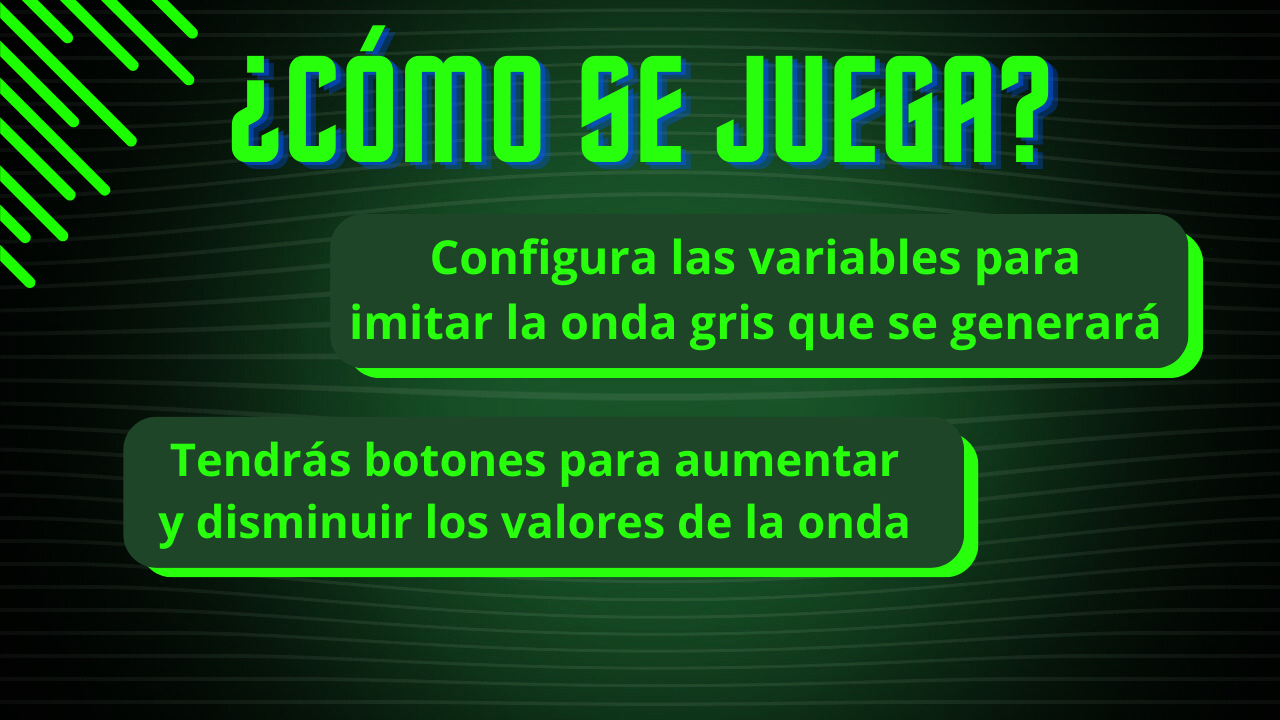 ¿CÓMO SE JUEGA?
Configura las variables para
imitar la onda gris que se generará
Tendrás botones para aumentar
y disminuir los valores de la onda